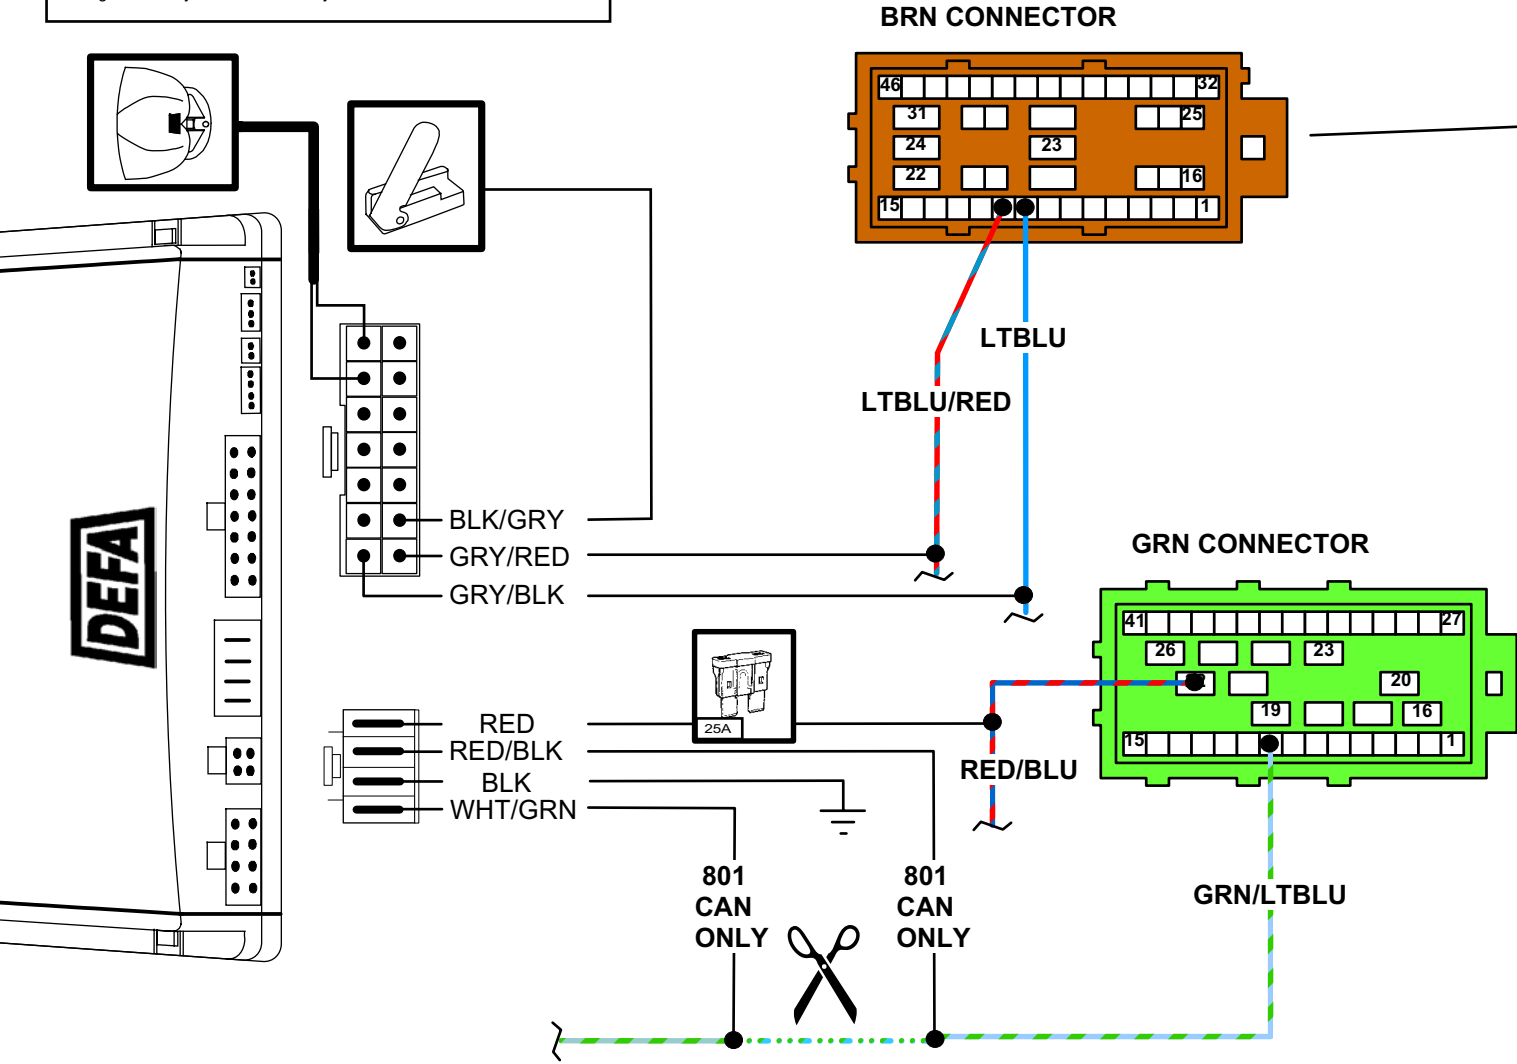 BRN CONNECTOR
46
32
31
25
24
23
22
16
15
1
LTBLU
LTBLU/RED
BLK/GRY
GRY/RED
GRY/BLK
DEFA
GRN CONNECTOR
41
27
26
23
20
19
16
15
1
25A
RED
RED/BLK
BLK
WHT/GRN
RED/BLU
801
CAN
ONLY
801
CAN
ONLY
GRN/LTBLU